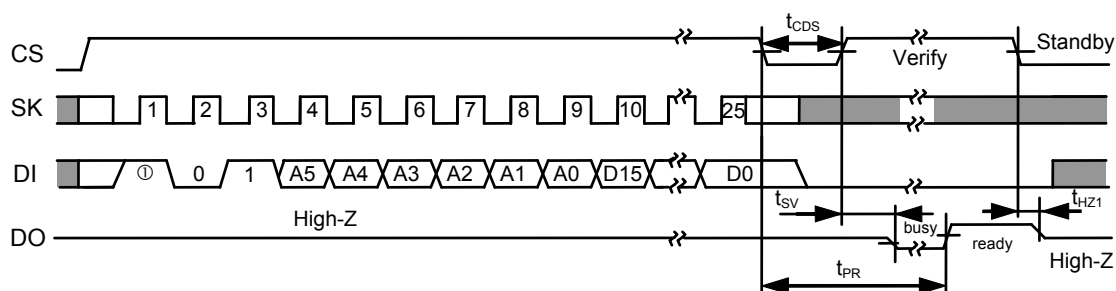 CS tCDS Verify Standby
SK 1 2 3 4 5 6 7 8 9 10 25
DI ① 0 1 A5 A4 A3 A2 A1 A0 D15 D0
tSV tHZ1
High-Z busy
DO ready High-Z
tPR